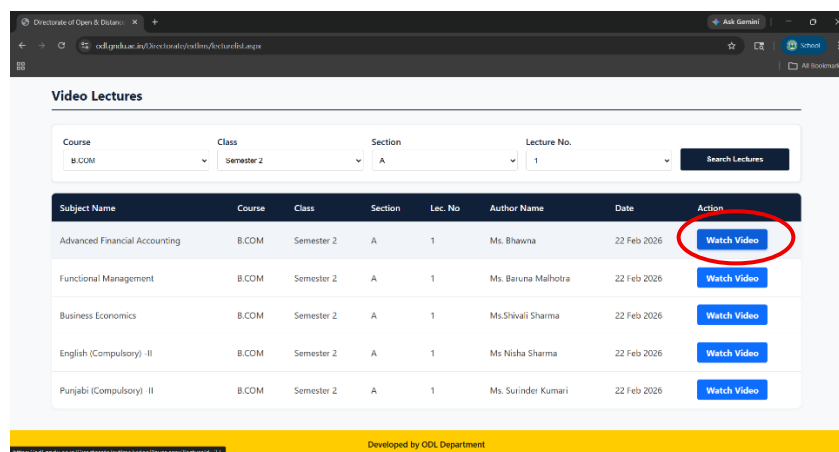 Directorate of Open & Distanc
Ask Gemini
odl.gndu.ac.in/Directorate/extlms/lecturelist.aspx
School
All Bookmark
Video Lectures
Course Class Section Lecture No.
B.COM Semester 2 A 1 Search Lectures
Subject Name Course Class Section Lec. No Author Name Date Action
Advanced Financial Accounting B.COM Semester 2 A 1 Ms. Bhawna 22 Feb 2026 Watch Video
Functional Management B.COM Semester 2 A 1 Ms. Baruna Malhotra 22 Feb 2026 Watch Video
Business Economics B.COM Semester 2 A 1 Ms.Shivali Sharma 22 Feb 2026 Watch Video
English (Compulsory) -II B.COM Semester 2 A 1 Ms Nisha Sharma 22 Feb 2026 Watch Video
Punjabi (Compulsory) -II B.COM Semester 2 A 1 Ms. Surinder Kumari 22 Feb 2026 Watch Video
Developed by ODL Department